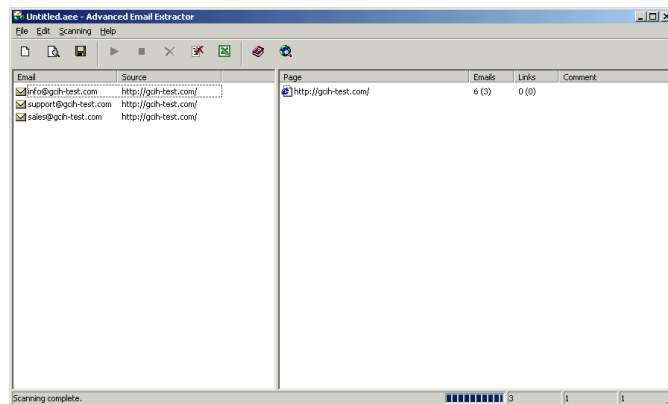 Untitled.aee - Advanced Email Extractor
File Edit Scanning Help
Email Source
info@gcih-test.com http://gcih-test.com/
support@gcih-test.com http://gcih-test.com/
sales@gcih-test.com http://gcih-test.com/
Page Emails Links Comment
http://gcih-test.com/ 6 (3) 0 (0)
Scanning complete. 3 1 1